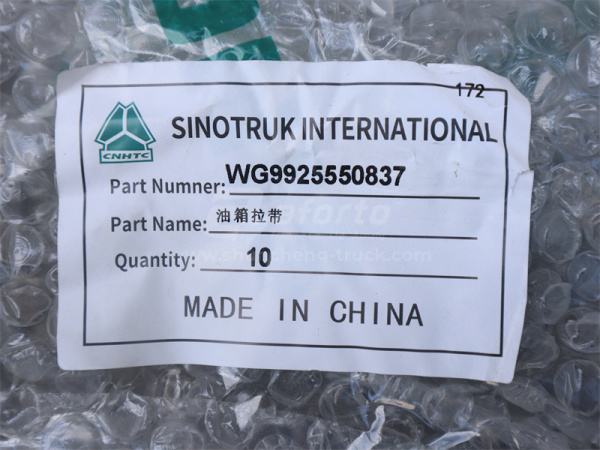 172
CNHTC
SINOTRUK INTERNATIONAL
Part Numner: WG9925550837
Part Name: 油箱拉带
Quantity: 10
MADE IN CHINA